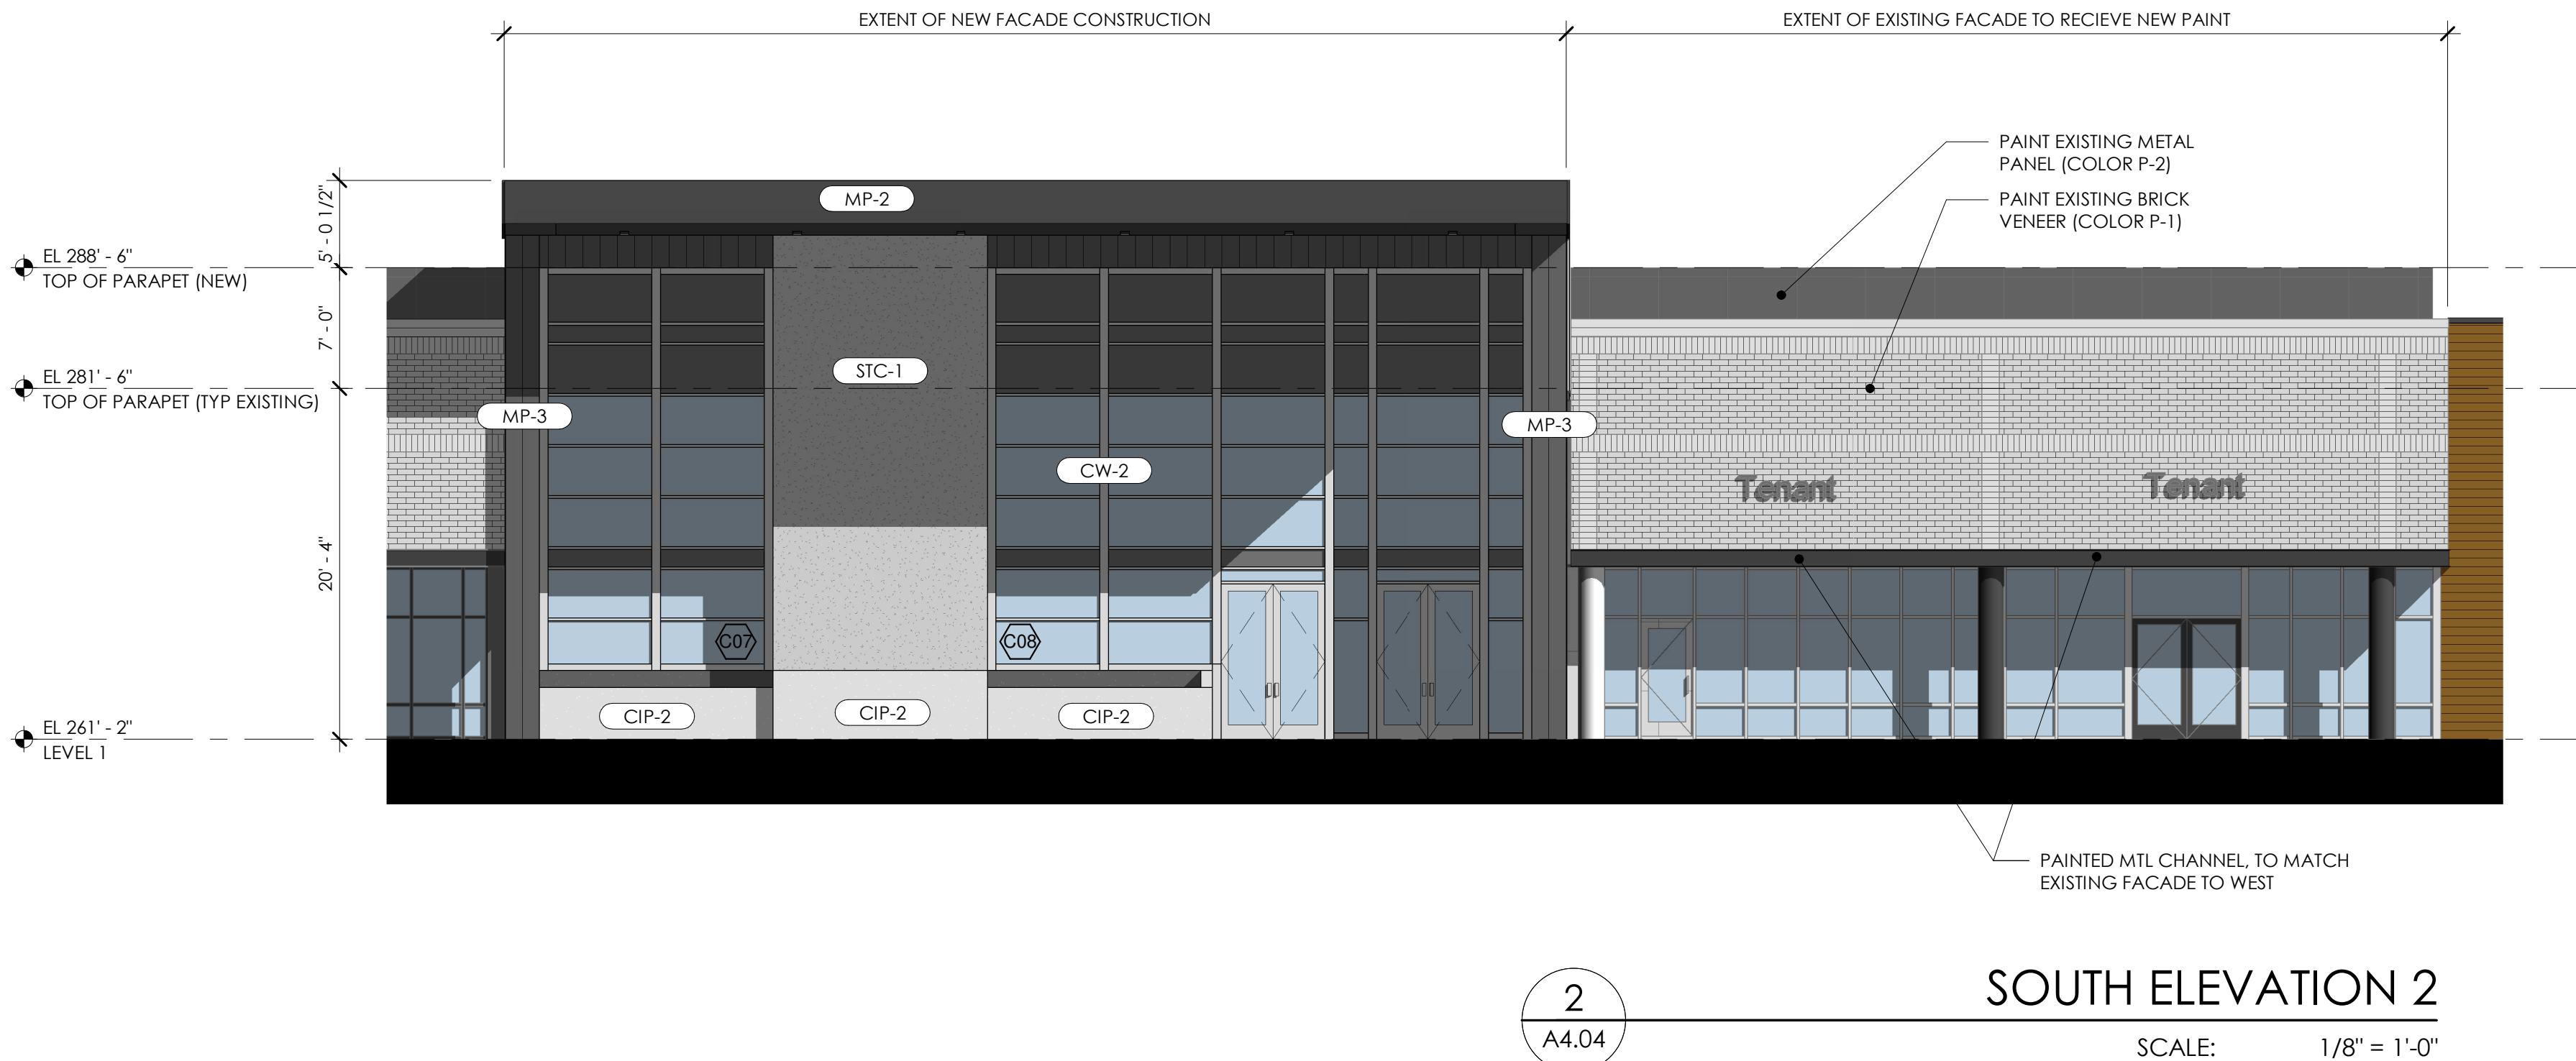 EXTENT OF NEW FACADE CONSTRUCTION
EXTENT OF EXISTING FACADE TO RECIEVE NEW PAINT
PAINT EXISTING METAL
PANEL (COLOR P-2)
PAINT EXISTING BRICK
VENEER (COLOR P-1)
MP-2
5' - 0 1/2"
EL 288' - 6"
TOP OF PARAPET (NEW)
7' - 0"
EL 281' - 6"
TOP OF PARAPET (TYP EXISTING)
STC-1
MP-3
MP-3
CW-2
Tenant
Tenant
20' - 4"
C07
C08
CIP-2
CIP-2
CIP-2
EL 261' - 2"
LEVEL 1
PAINTED MTL CHANNEL, TO MATCH
EXISTING FACADE TO WEST
2
A4.04
SOUTH ELEVATION 2
SCALE: 1/8" = 1'-0"